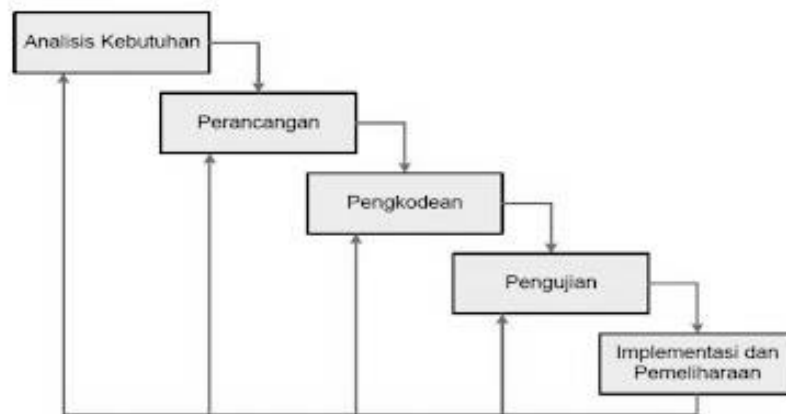 Analisis Kebutuhan
Perancangan
Pengkodean
Pengujian
Implementasi dan
Pemeliharaan